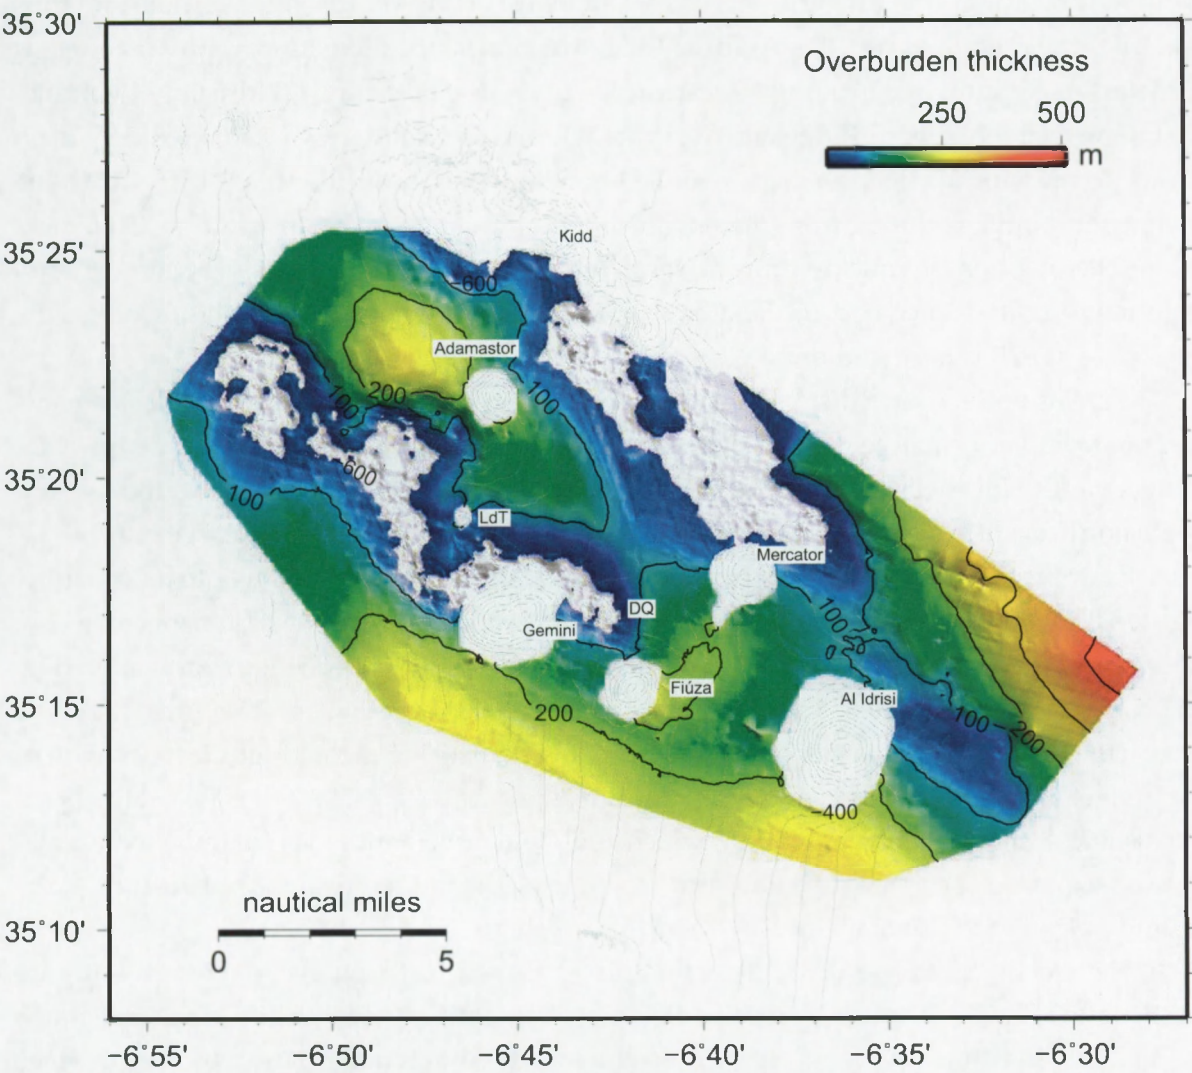 35°30'
Overburden thickness
250 500
m
35°25'
Kidd
−600
Adamastor
200
100
100
35°20'
600
100
LdT
Mercator
DQ
100
Gemini
35°15'
Fiúza
Al Idrisi
200
100
200
−400
nautical miles
35°10'
0 5
−6°55' −6°50' −6°45' −6°40' −6°35' −6°30'